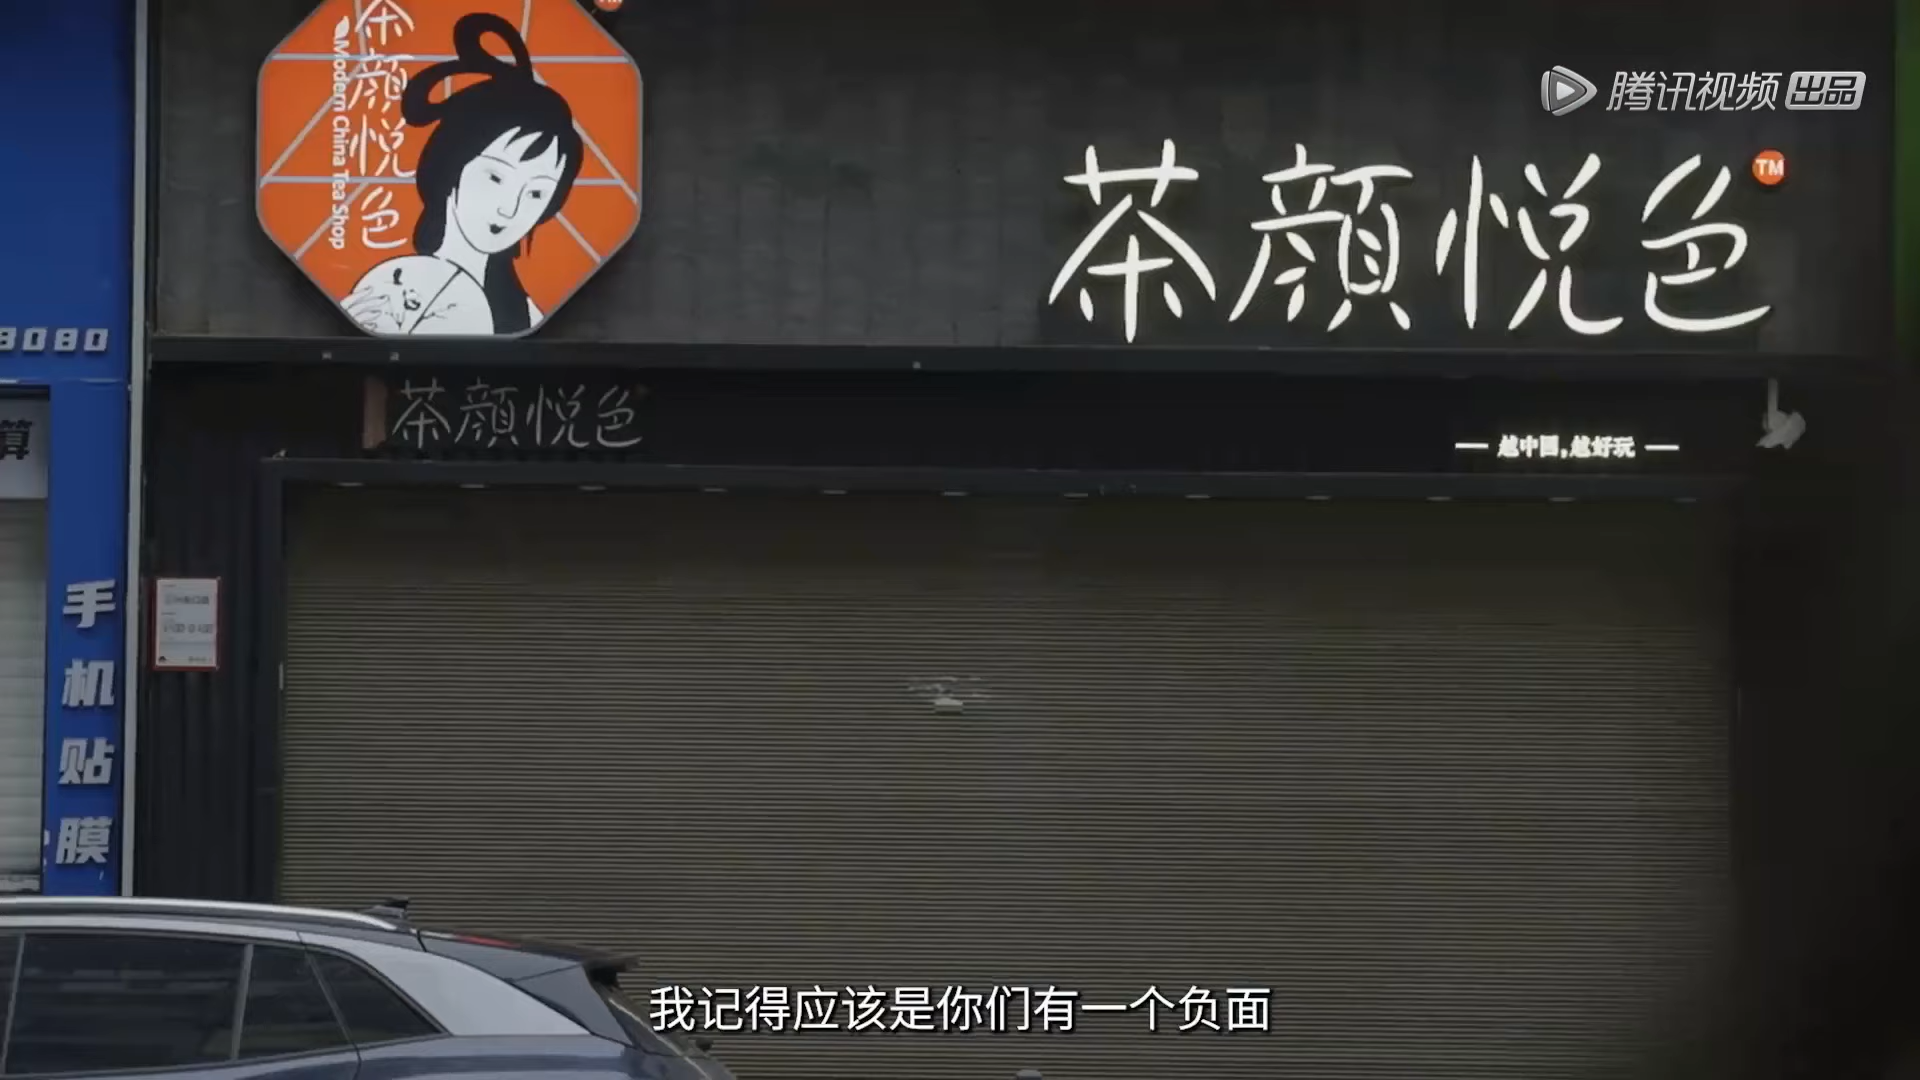 茶颜悦色
Modern China Tea Shop
TM
腾讯视频 出品
茶颜悦色
TM
8080
茶颜悦色
越中国,越好玩
算
手机贴膜
我记得应该是你们有一个负面